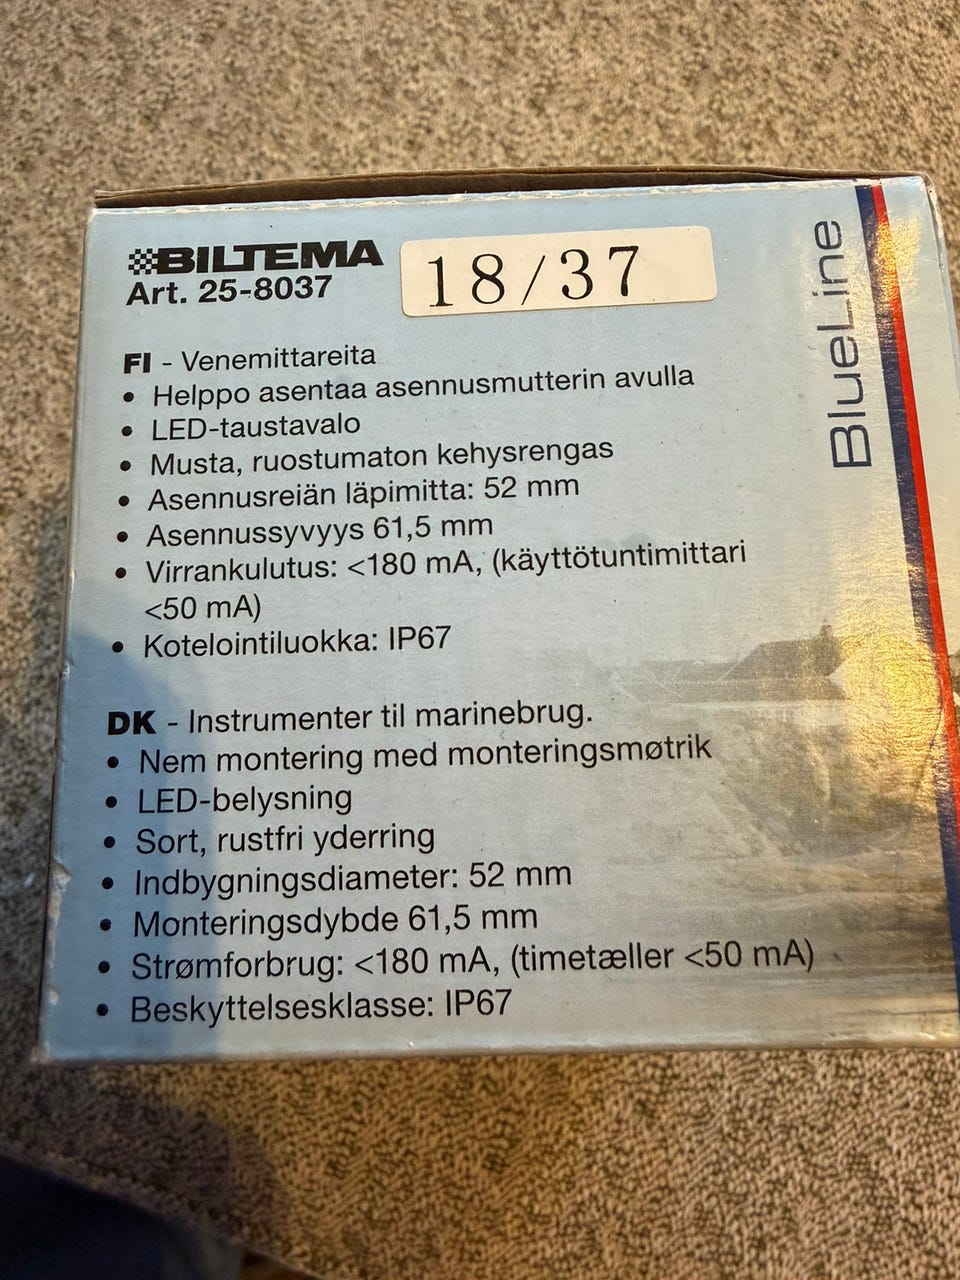 BILTEMA
Art. 25-8037
18/37
BlueLine
FI - Venemittareita
• Helppo asentaa asennusmutterin avulla
• LED-taustavalo
• Musta, ruostumaton kehysrengas
• Asennusreiän läpimitta: 52 mm
• Asennussyvyys 61,5 mm
• Virrankulutus: <180 mA, (käyttötuntimittari
<50 mA)
• Kotelointiluokka: IP67
DK - Instrumenter til marinebrug.
• Nem montering med monteringsmøtrik
• LED-belysning
• Sort, rustfri yderring
• Indbygningsdiameter: 52 mm
• Monteringsdybde 61,5 mm
• Strømforbrug: <180 mA, (timetæller <50 mA)
• Beskyttelsesklasse: IP67